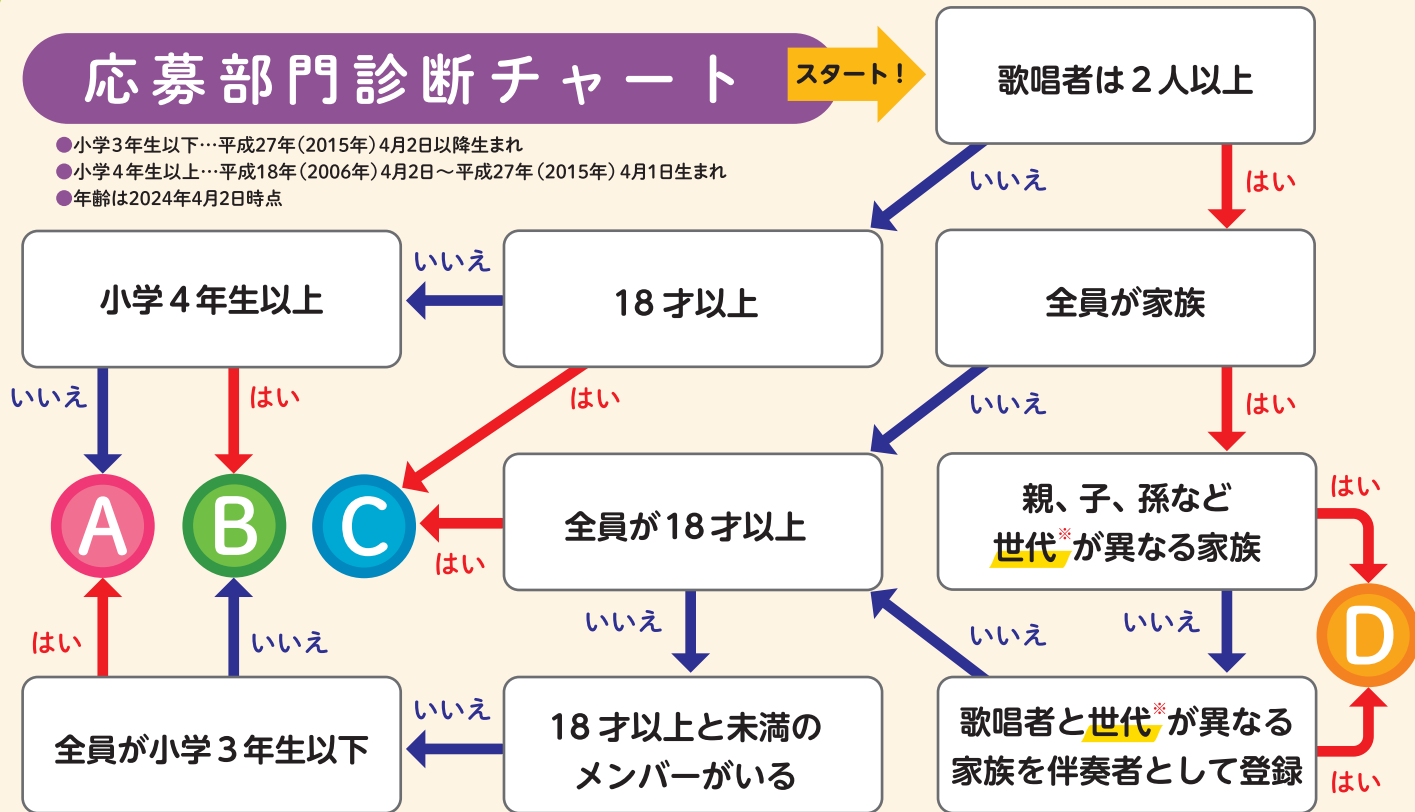 応募部門診断チャート
スタート！
●小学3年生以下…平成27年（2015年）4月2日以降生まれ
●小学4年生以上…平成18年（2006年）4月2日～平成27年（2015年）4月1日生まれ
●年齢は2024年4月2日時点
歌唱者は2人以上
いいえ
はい
小学4年生以上
いいえ
18才以上
全員が家族
いいえ
はい
はい
いいえ
はい
A
B
C
はい
全員が18才以上
親、子、孫など
世代※が異なる家族
はい
D
はい
いいえ
いいえ
いいえ
いいえ
全員が小学3年生以下
いいえ
18才以上と未満の
メンバーがいる
歌唱者と世代※が異なる
家族を伴奏者として登録
はい